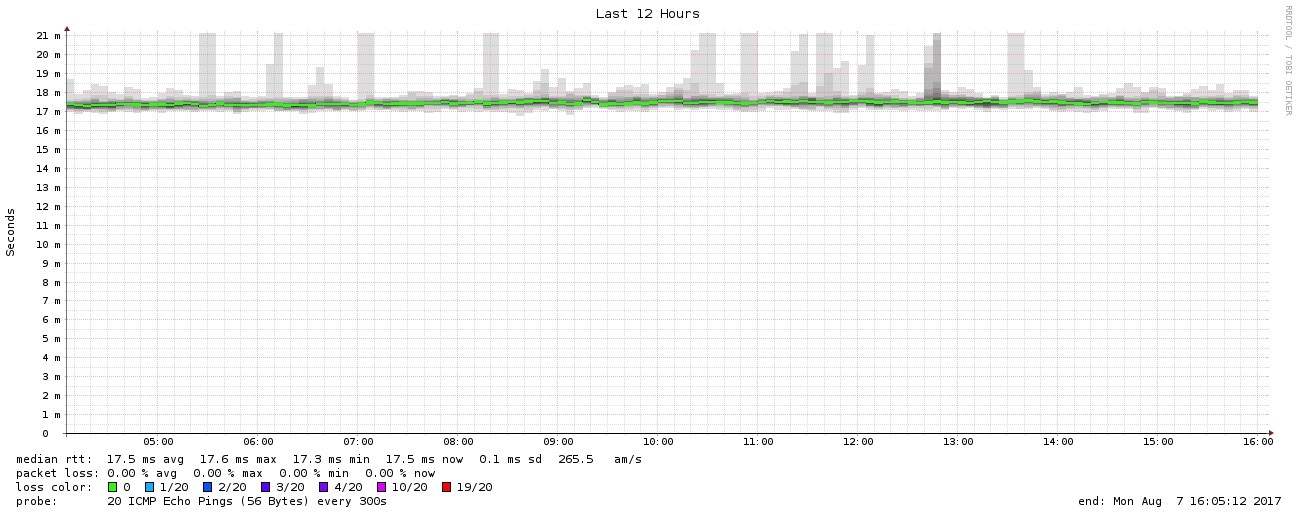 Last 12 Hours
RRDTOOL / TOBI OETIKER
Seconds
21 m
20 m
19 m
18 m
17 m
16 m
15 m
14 m
13 m
12 m
11 m
10 m
9 m
8 m
7 m
6 m
5 m
4 m
3 m
2 m
1 m
0
05:00 06:00 07:00 08:00 09:00 10:00 11:00 12:00 13:00 14:00 15:00 16:00
median rtt: 17.5 ms avg 17.6 ms max 17.3 ms min 17.5 ms now 0.1 ms sd 265.5 am/s
packet loss: 0.00 % avg 0.00 % max 0.00 % min 0.00 % now
loss color: 0 1/20 2/20 3/20 4/20 10/20 19/20
probe: 20 ICMP Echo Pings (56 Bytes) every 300s end: Mon Aug 7 16:05:12 2017